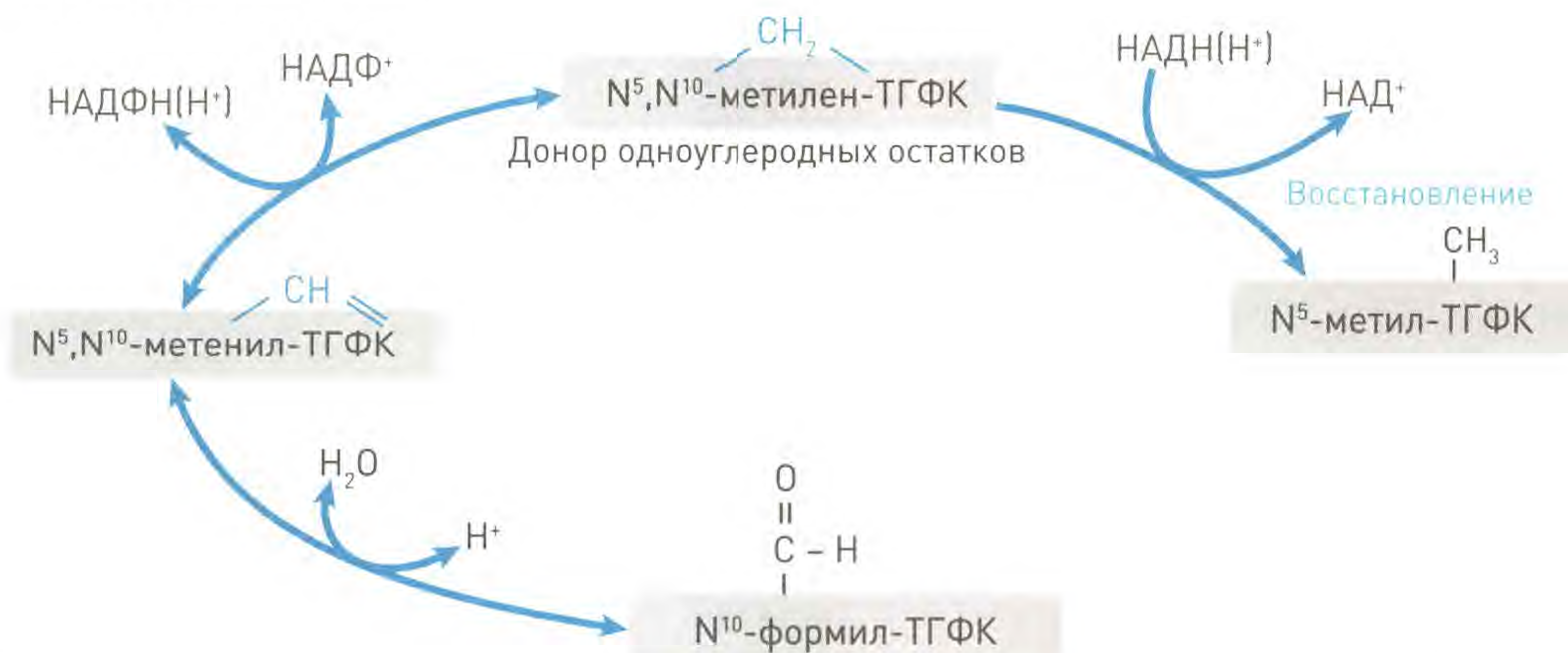 CH₂
НАДФН(Н⁺)
НАДФ⁺
N⁵,N¹⁰-метилен-ТГФК
НАДН(Н⁺)
НАД⁺
Донор одноуглеродных остатков
Восстановление
CH₃
N⁵-метил-ТГФК
CH
N⁵,N¹⁰-метенил-ТГФК
H₂O
H⁺
O
C – H
N¹⁰-формил-ТГФК